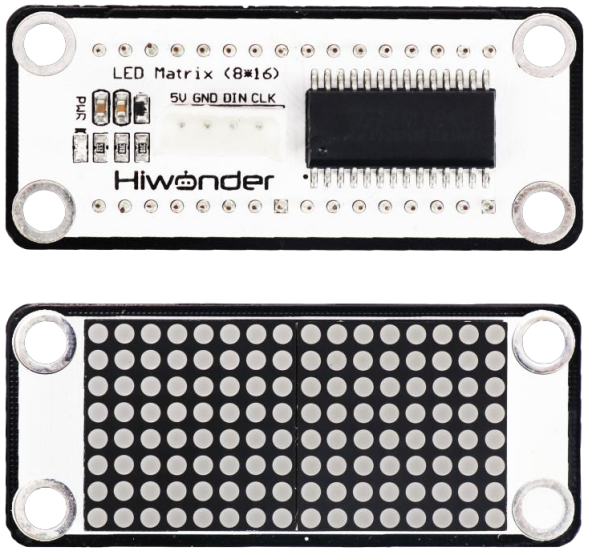 LED Matrix (8*16)
5V GND DIN CLK
PWR
Hiwonder